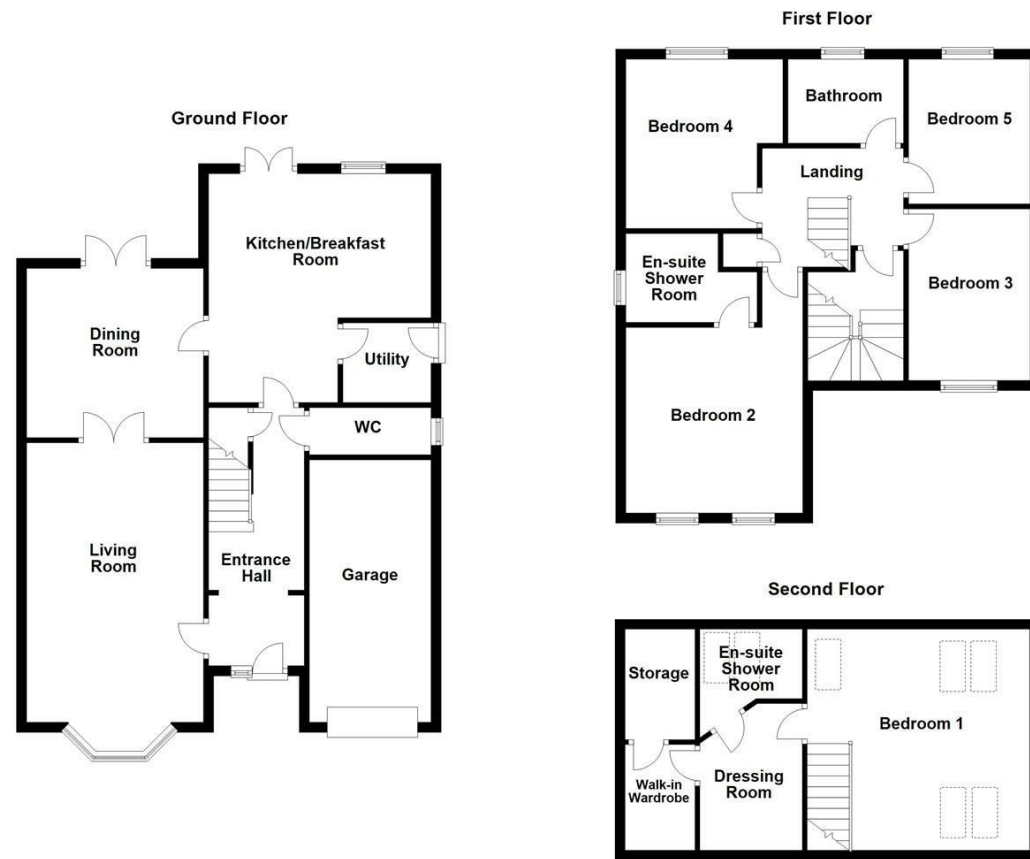 Ground Floor
Kitchen/Breakfast
Room
Dining
Room
Utility
WC
Living
Room
Entrance
Hall
Garage
First Floor
Bedroom 4
Bathroom
Bedroom 5
Landing
En-suite
Shower
Room
Bedroom 3
Bedroom 2
Second Floor
Storage
En-suite
Shower
Room
Bedroom 1
Walk-in
Wardrobe
Dressing
Room